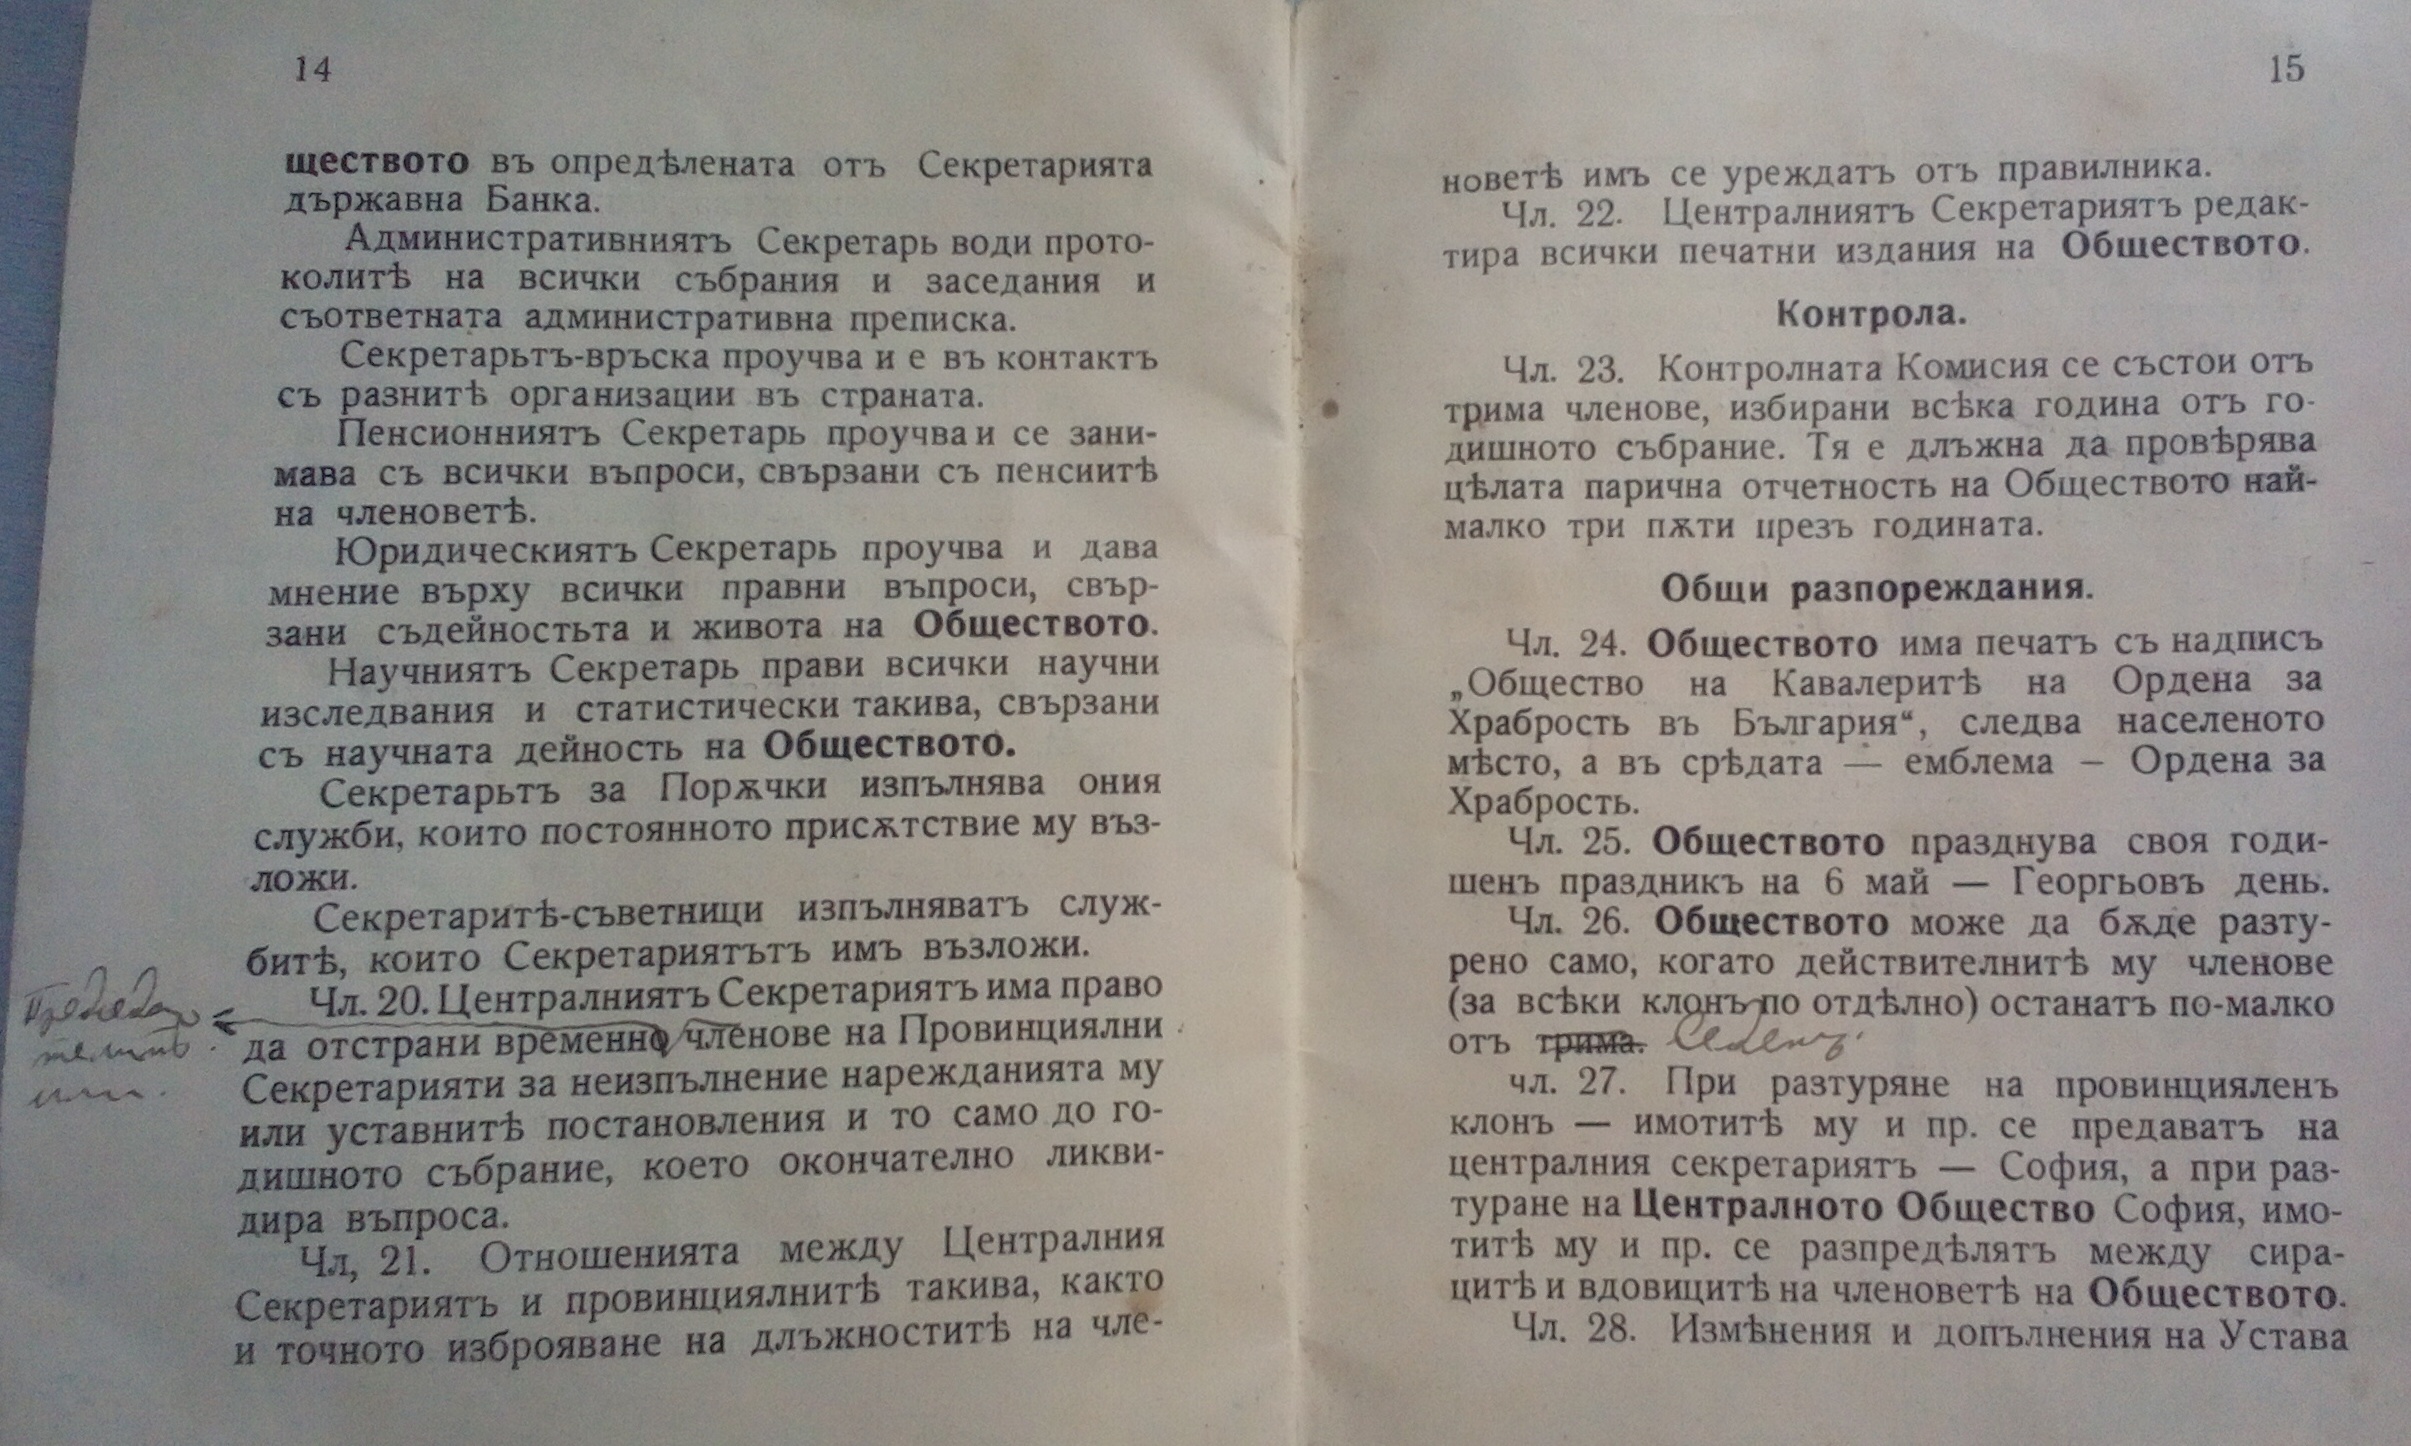 14
ществото въ опредѣлената отъ Секретарията
държавна Банка.
Административниятъ Секретарь води прото-
колитѣ на всички събрания и заседания и
съответната административна преписка.
Секретарьтъ-връска проучва и е въ контактъ
съ разнитѣ организации въ страната.
Пенсионниятъ Секретарь проучва и се зани-
мава съ всички въпроси, свързани съ пенсиитѣ
на членоветѣ.
Юридическиятъ Секретарь проучва и дава
мнение върху всички правни въпроси, свър-
зани съдейностьта и живота на Обществото.
Научниятъ Секретарь прави всички научни
изследвания и статистически такива, свързани
съ научната дейность на Обществото.
Секретарьтъ за Порѫчки изпълнява ония
служби, които постоянното присѫтствие му въз-
ложи.
Секретаритѣ-съветници изпълняватъ служ-
битѣ, които Секретариятътъ имъ възложи.
Чл. 20. Централниятъ Секретариятъ има право
да отстрани временно членове на Провинциялни
Секретарияти за неизпълнение нарежданията му
или уставнитѣ постановления и то само до го-
дишното събрание, което окончателно ликви-
дира въпроса.
Чл, 21. Отношенията между Централния
Секретариятъ и провинциялнитѣ такива, както
и точното изброяване на длъжноститѣ на чле-
Председа
телитѣ
или.
15
новетѣ имъ се уреждатъ отъ правилника.
Чл. 22. Централниятъ Секретариятъ редак-
тира всички печатни издания на Обществото.
Контрола.
Чл. 23. Контролната Комисия се състои отъ
трима членове, избирани всѣка година отъ го-
дишното събрание. Тя е длъжна да провѣрява
цѣлата парична отчетность на Обществото най-
малко три пѫти презъ годината.
Общи разпореждания.
Чл. 24. Обществото има печатъ съ надписъ
„Общество на Кавалеритѣ на Ордена за
Храбрость въ България“, следва населеното
мѣсто, а въ срѣдата — емблема — Ордена за
Храбрость.
Чл. 25. Обществото празднува своя годи-
шенъ праздникъ на 6 май — Георгьовъ день.
Чл. 26. Обществото може да бѫде разту-
рено само, когато действителнитѣ му членове
(за всѣки клонъ по отдѣлно) останатъ по-малко
отъ трима. Седемь.
чл. 27. При разтуряне на провинцияленъ
клонъ — имотитѣ му и пр. се предаватъ на
централния секретариятъ — София, а при раз-
туране на Централното Общество София, имо-
титѣ му и пр. се разпредѣлятъ между сира-
цитѣ и вдовицитѣ на членоветѣ на Обществото.
Чл. 28. Измѣнения и допълнения на Устава